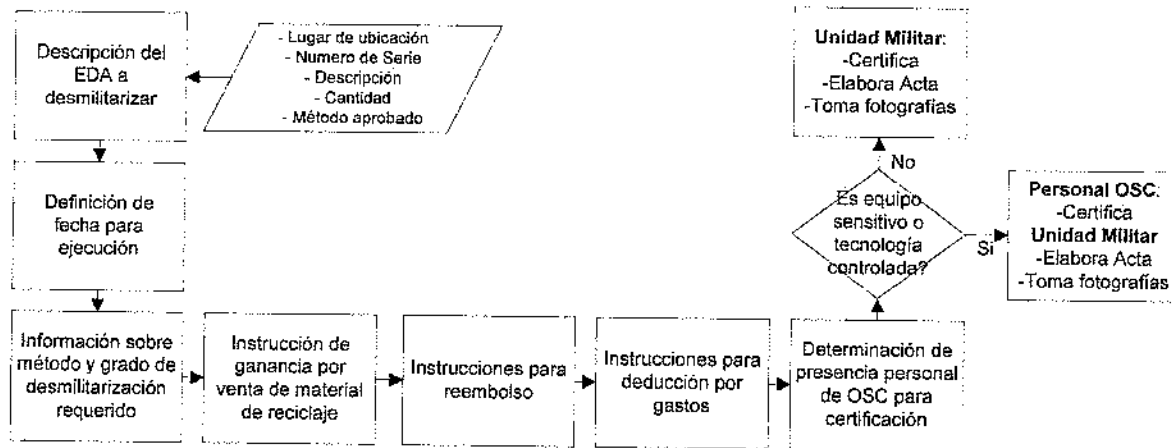 Descripción del
EDA a
desmilitarizar
- Lugar de ubicación
- Numero de Serie
- Descripción
- Cantidad
- Método aprobado
Definición de
fecha para
ejecución
Información sobre
método y grado de
desmilitarización
requerido
Instrucción de
ganancia por
venta de material
de reciclaje
Instrucciones para
reembolso
Instrucciones para
deducción por
gastos
Determinación de
presencia personal
de OSC para
certificación
Es equipo
sensitivo o
tecnología
controlada?
No
Unidad Militar:
-Certifica
-Elabora Acta
-Toma fotografías
Si
Personal OSC:
-Certifica
Unidad Militar
-Elabora Acta
-Toma fotografías